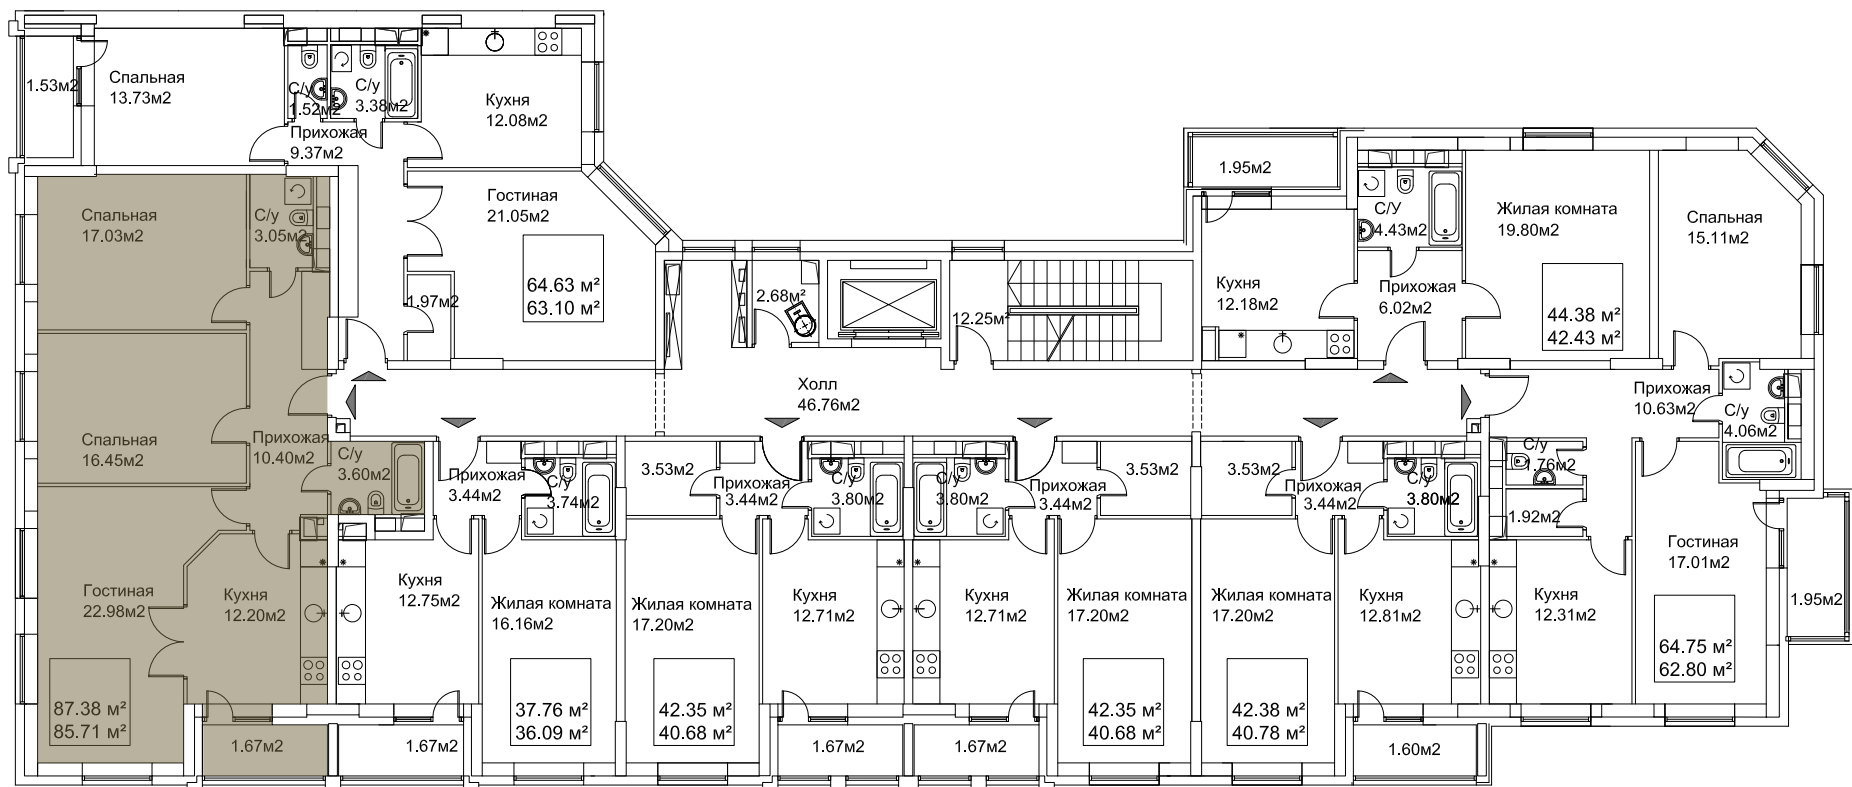 1.53м2
Спальная
13.73м2
С/у
1.52м2
С/у
3.38м2
Прихожая
9.37м2
Кухня
12.08м2
Гостиная
21.05м2
64.63 м²
63.10 м²
1.97м2
Спальная
17.03м2
С/у
3.05м2
Спальная
16.45м2
Прихожая
10.40м2
С/у
3.60м2
Гостиная
22.98м2
Кухня
12.20м2
87.38 м²
85.71 м²
1.67м2
2.68м²
12.25м²
Холл
46.76м2
1.95м2
Кухня
12.18м2
С/У
4.43м2
Прихожая
6.02м2
Жилая комната
19.80м2
44.38 м²
42.43 м²
Спальная
15.11м2
Прихожая
10.63м2
С/у
4.06м2
С/у
1.76м2
1.92м2
Гостиная
17.01м2
Кухня
12.31м2
64.75 м²
62.80 м²
1.95м2
Прихожая
3.44м2
С/у
3.74м2
Кухня
12.75м2
Жилая комната
16.16м2
37.76 м²
36.09 м²
1.67м2
3.53м2
Прихожая
3.44м2
С/у
3.80м2
Жилая комната
17.20м2
Кухня
12.71м2
42.35 м²
40.68 м²
1.67м2
С/у
3.80м2
Прихожая
3.44м2
3.53м2
Кухня
12.71м2
Жилая комната
17.20м2
42.35 м²
40.68 м²
1.67м2
3.53м2
Прихожая
3.44м2
С/у
3.80м2
Жилая комната
17.20м2
Кухня
12.81м2
42.38 м²
40.78 м²
1.60м2